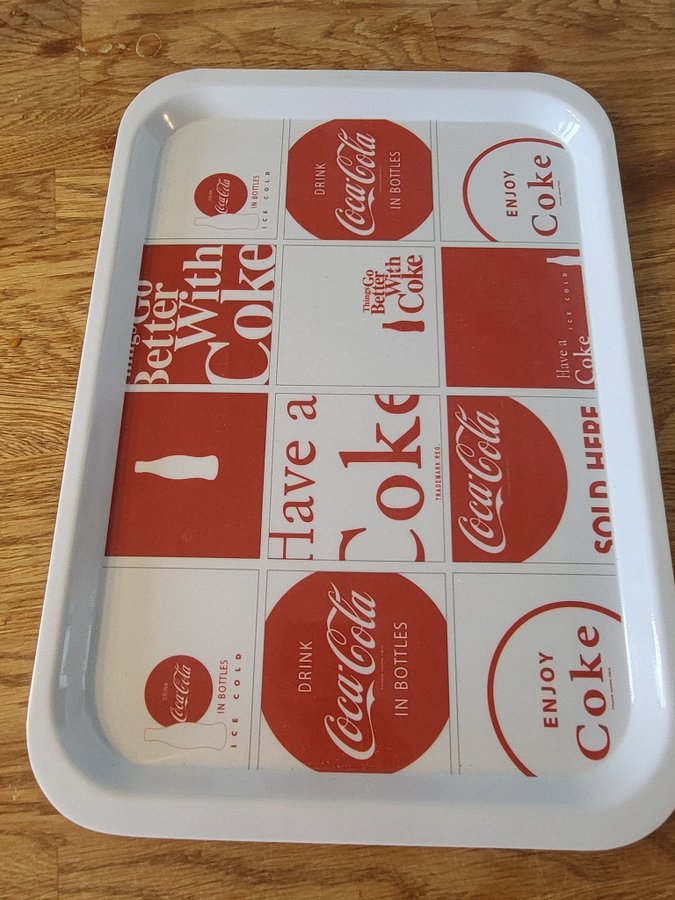 DRINK
Coca-Cola
IN BOTTLES
ICE COLD
Things Go
Better
With
Coke
DRINK
Coca-Cola
IN BOTTLES
ICE COLD
DRINK
Coca-Cola
IN BOTTLES
Have a
Coke
TRADEMARK REG.
Things Go
Better
With
Coke
DRINK
Coca-Cola
IN BOTTLES
ENJOY
Coke
Coca-Cola
SOLD HERE
Have a
Coke
ICE COLD
ENJOY
Coke